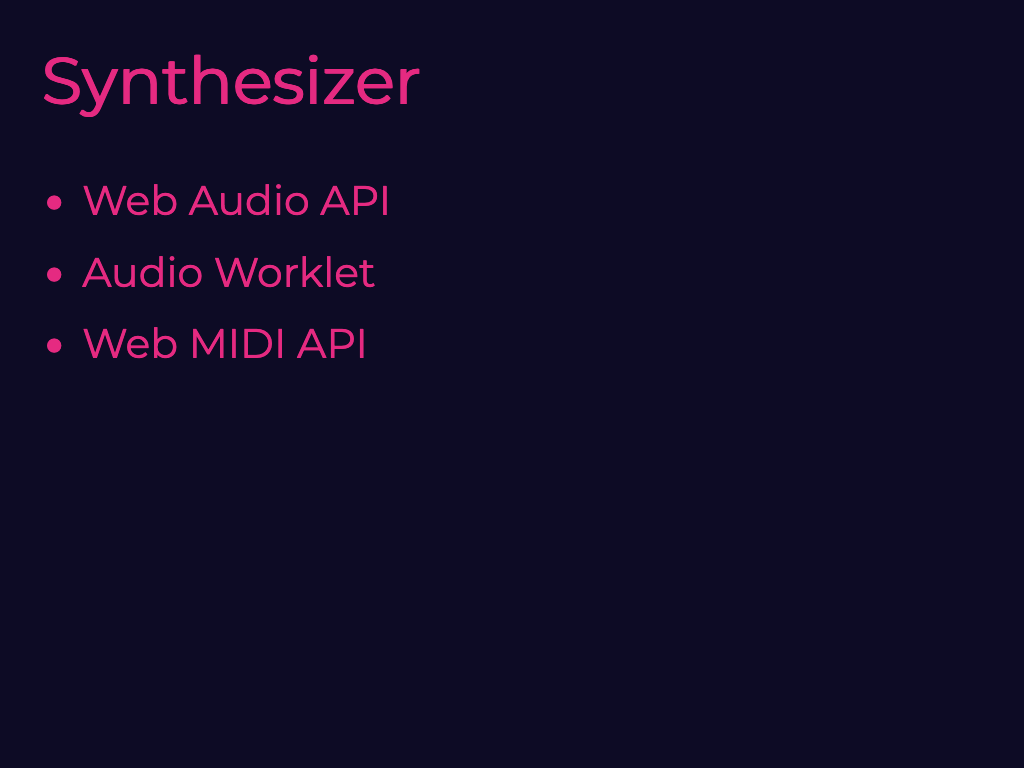 Synthesizer
• Web Audio API
• Audio Worklet
• Web MIDI API